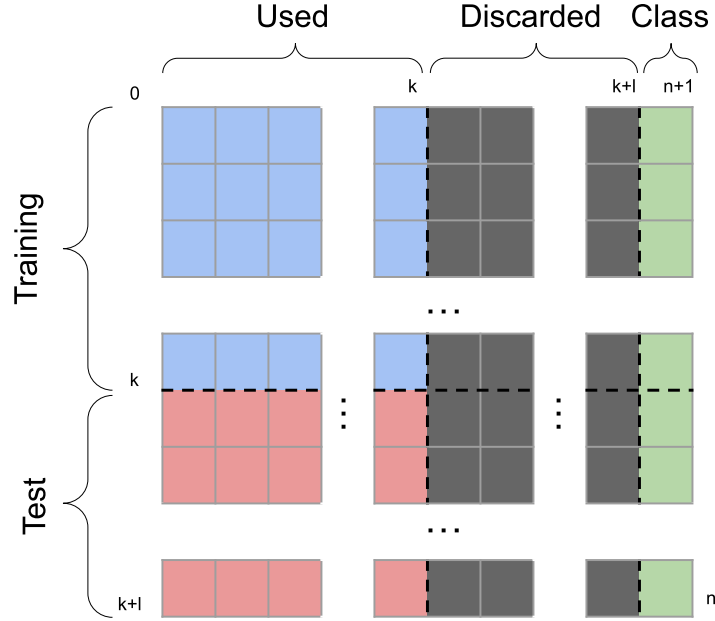 Used
Discarded
Class
0
k
k+l
n+1
Training
...
k
...
...
Test
...
k+l
n